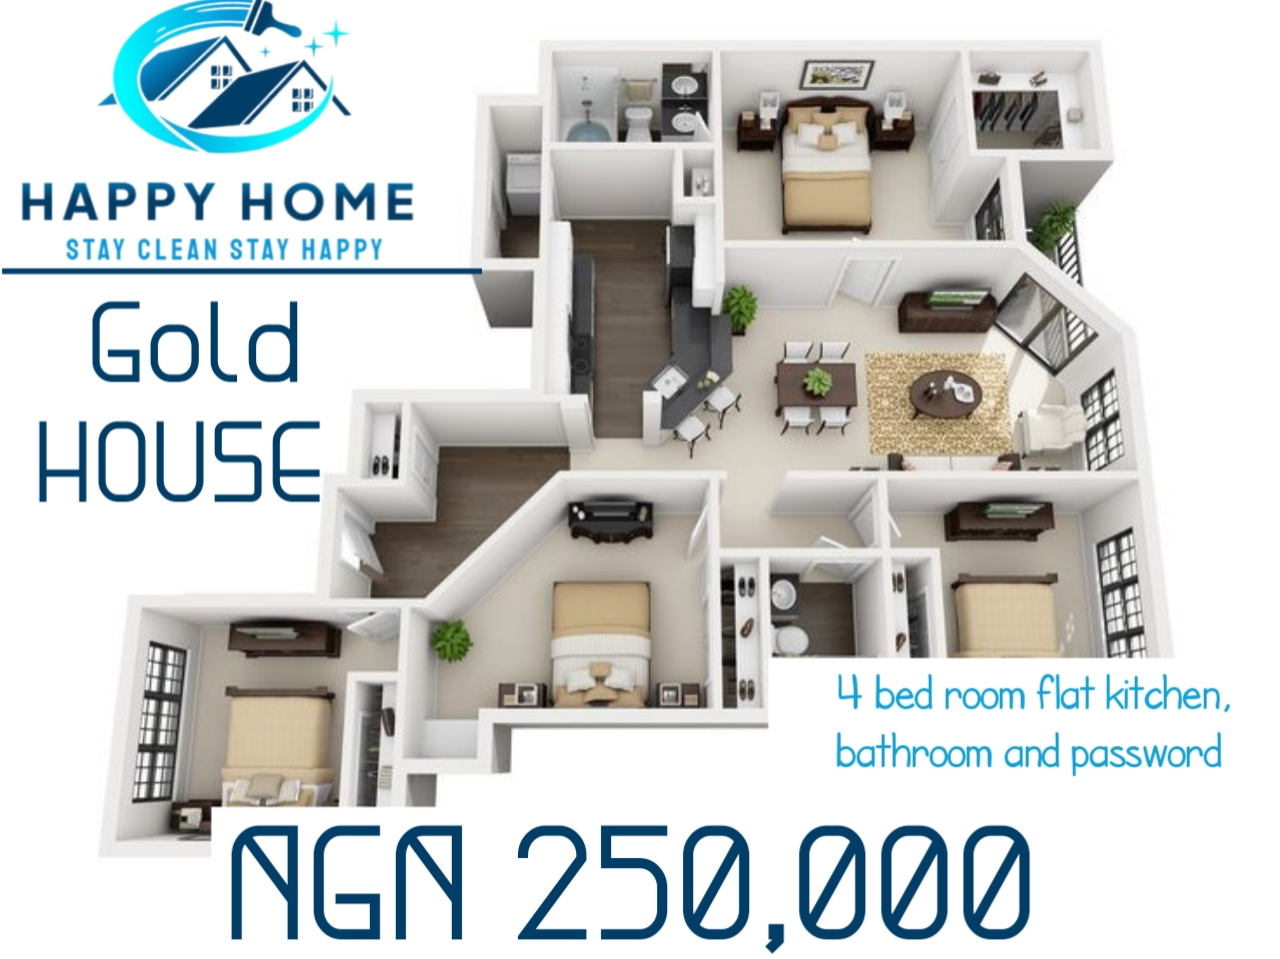 HAPPY HOME
STAY CLEAN STAY HAPPY
Gold
HOUSE
4 bed room flat kitchen,
bathroom and password
NGN 250,000